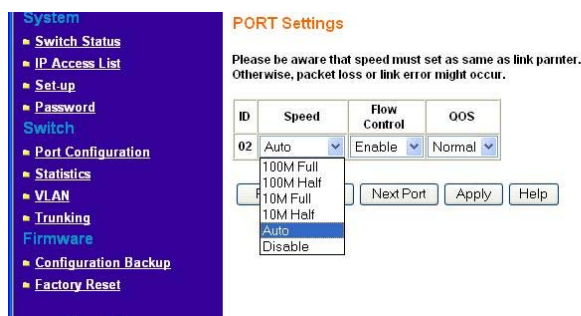 System
Switch Status
IP Access List
Set-up
Password
Switch
Port Configuration
Statistics
VLAN
Trunking
Firmware
Configuration Backup
Factory Reset
PORT Settings
Please be aware that speed must set as same as link parnter.
Otherwise, packet loss or link error might occur.
ID Speed Flow Control QOS
02 Auto Enable Normal
100M Full
100M Half
10M Full
10M Half
Auto
Disable
Next Port Apply Help